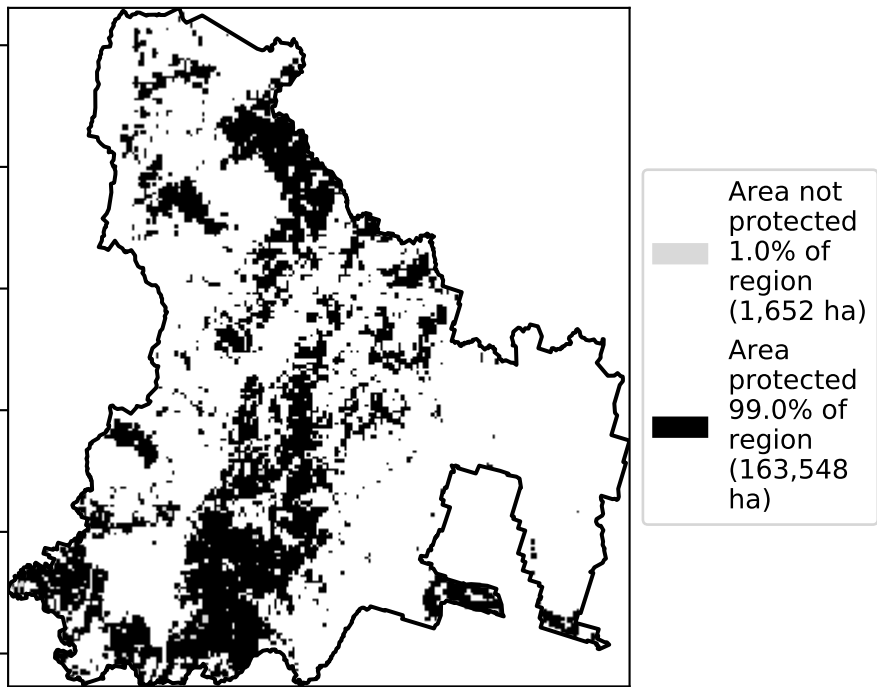 Area not
protected
1.0% of
region
(1,652 ha)
Area
protected
99.0% of
region
(163,548
ha)